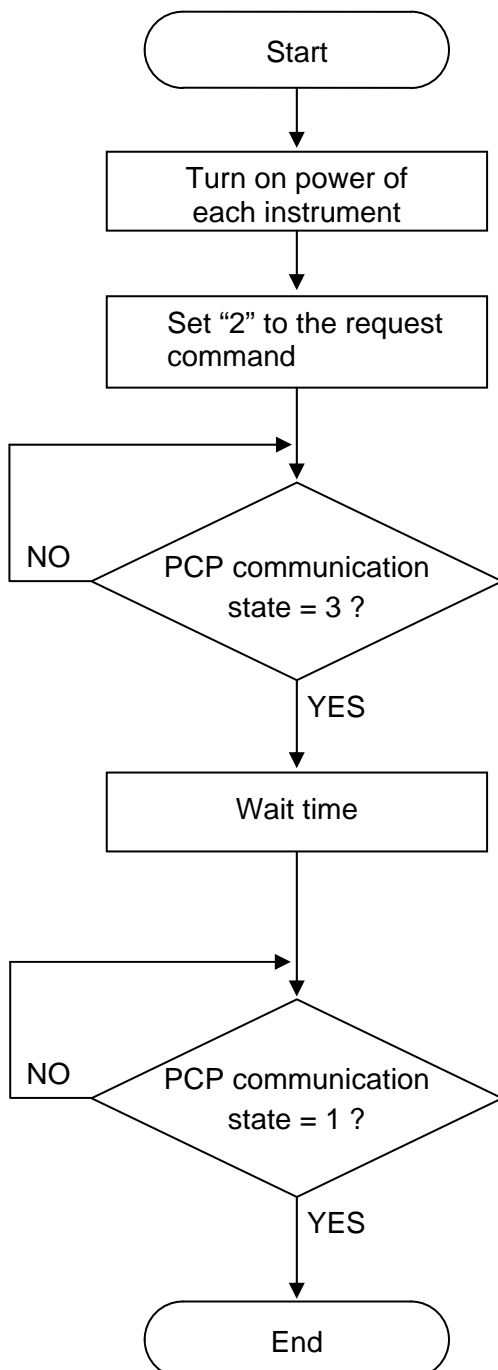 Start
Turn on power of
each instrument
Set “2” to the request
command
NO
PCP communication
state = 3 ?
YES
Wait time
NO
PCP communication
state = 1 ?
YES
End